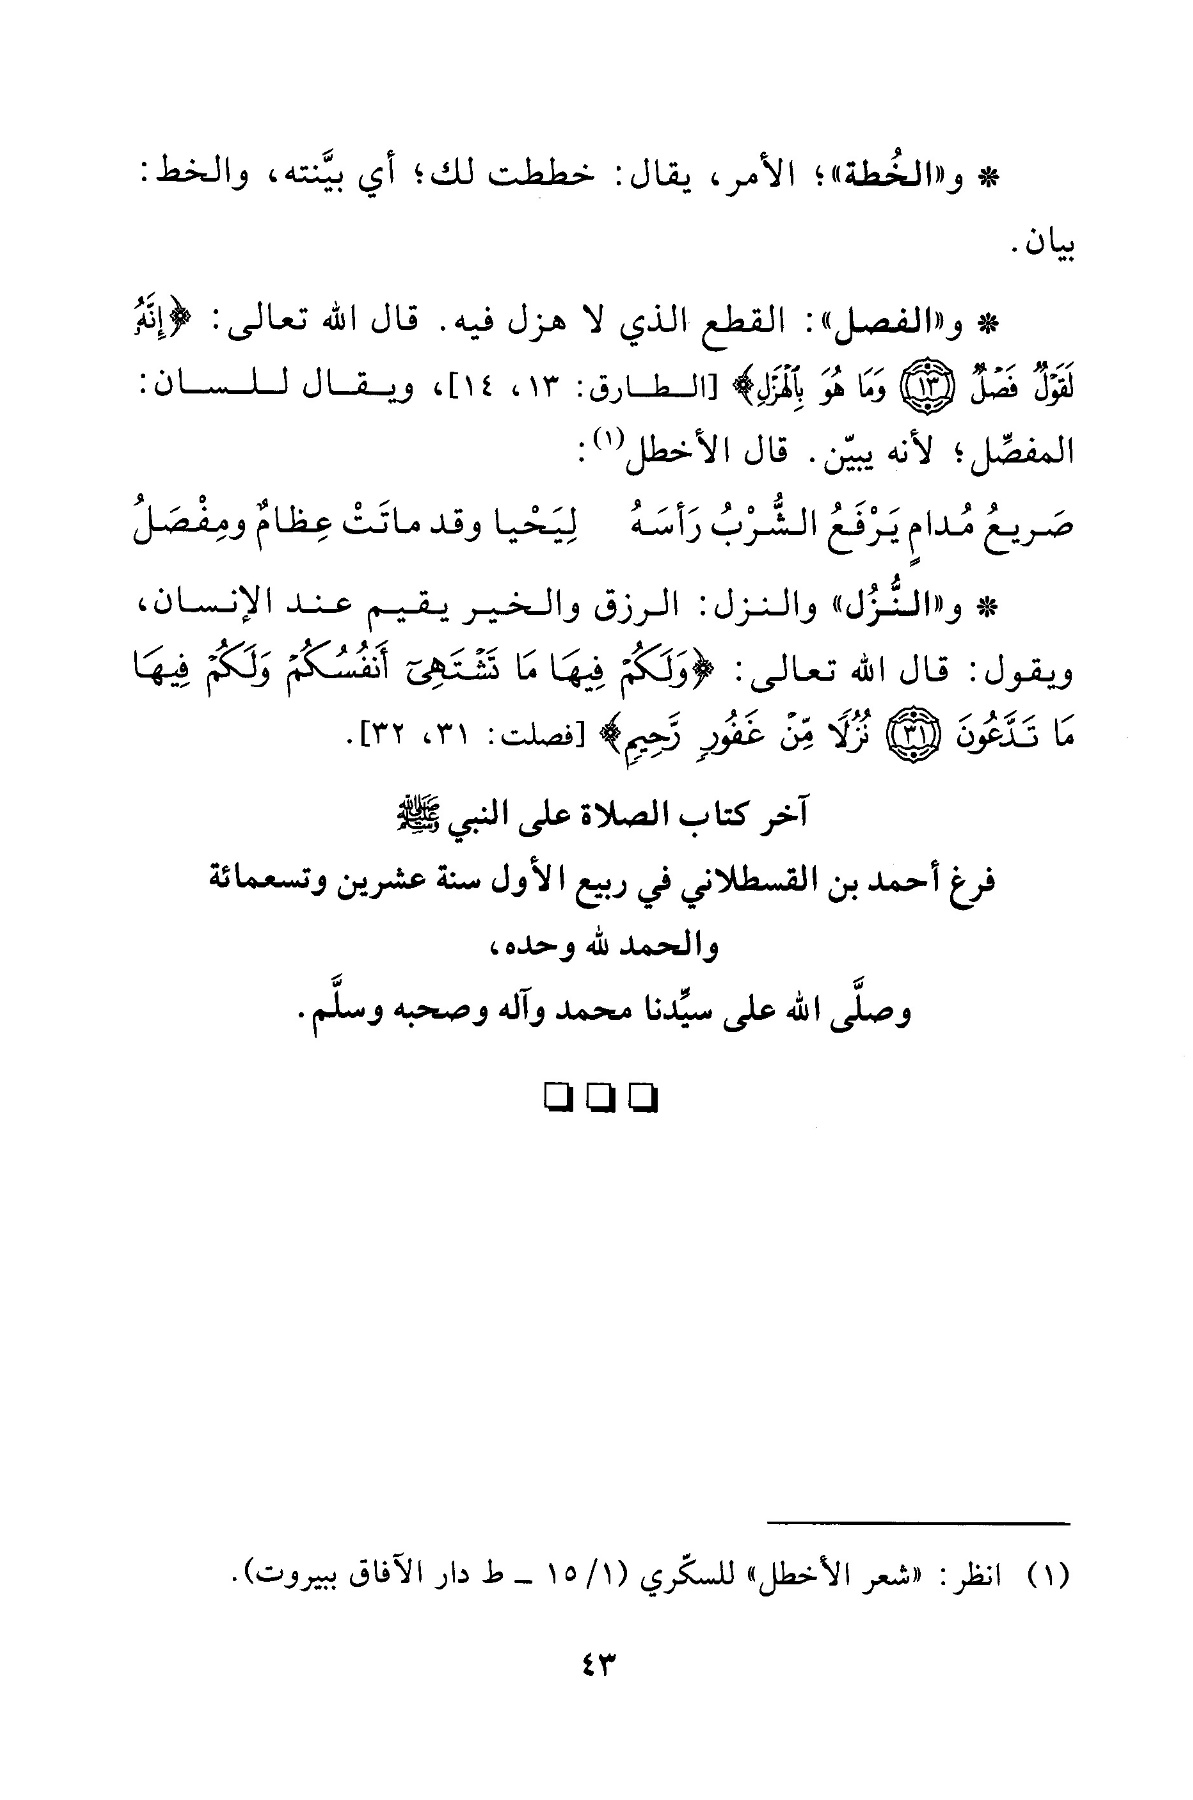 * و«الخُطة»؛ الأمر، يقال: خططت لك؛ أي بيَّنته، والخط:
بيان.
* و«الفصل»: القطع الذي لا هزل فيه. قال الله تعالى: ﴿إِنَّهُ
لَقَوْلٌ فَصْلٌ ١٣ وَمَا هُوَ بِٱلْهَزْلِ﴾ [الطارق: ١٣، ١٤]، ويقال للسان:
المفصِّل؛ لأنه يبيّن. قال الأخطل(١):
صَريعُ مُدامٍ يَرْفَعُ الشَّرْبُ رَأسَهُ لِيَحْيا وقد ماتَتْ عِظامٌ ومِفْصَلُ
* و«النُّزُل» والنزل: الرزق والخير يقيم عند الإنسان،
ويقول: قال الله تعالى: ﴿وَلَكُمْ فِيهَا مَا تَشْتَهِىٓ أَنفُسُكُمْ وَلَكُمْ فِيهَا
مَا تَدَّعُونَ ٣١ نُزُلًا مِّنْ غَفُورٍ رَّحِيمٍ﴾ [فصلت: ٣١، ٣٢].
آخر كتاب الصلاة على النبي ﷺ
فرغ أحمد بن القسطلاني في ربيع الأول سنة عشرين وتسعمائة
والحمد لله وحده،
وصلَّى الله على سيِّدنا محمد وآله وصحبه وسلَّم.
(١) انظر: «شعر الأخطل» للسكّري (١/ ١٥ ــ ط دار الآفاق ببيروت).
٤٣